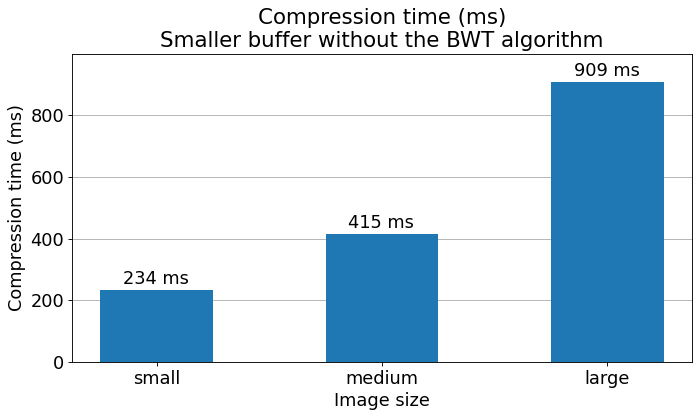 Compression time (ms)
Smaller buffer without the BWT algorithm
Compression time (ms)
800
600
400
200
0
234 ms
415 ms
909 ms
small
medium
large
Image size